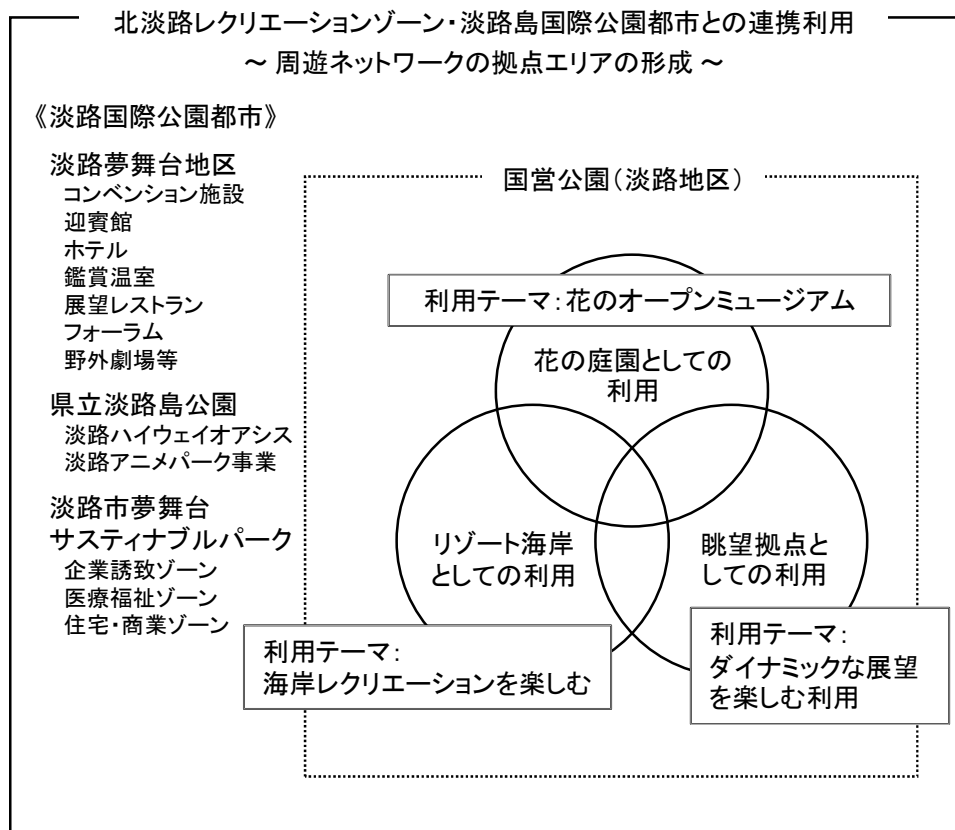 北淡路レクリエーションゾーン・淡路島国際公園都市との連携利用
～ 周遊ネットワークの拠点エリアの形成 ～
《淡路国際公園都市》
淡路夢舞台地区
コンベンション施設
迎賓館
ホテル
鑑賞温室
展望レストラン
フォーラム
野外劇場等
県立淡路島公園
淡路ハイウェイオアシス
淡路アニメパーク事業
淡路市夢舞台
サスティナブルパーク
企業誘致ゾーン
医療福祉ゾーン
住宅・商業ゾーン
国営公園（淡路地区）
利用テーマ：花のオープンミュージアム
花の庭園としての
利用
リゾート海岸
としての利用
眺望拠点と
しての利用
利用テーマ：
海岸レクリエーションを楽しむ
利用テーマ：
ダイナミックな展望
を楽しむ利用